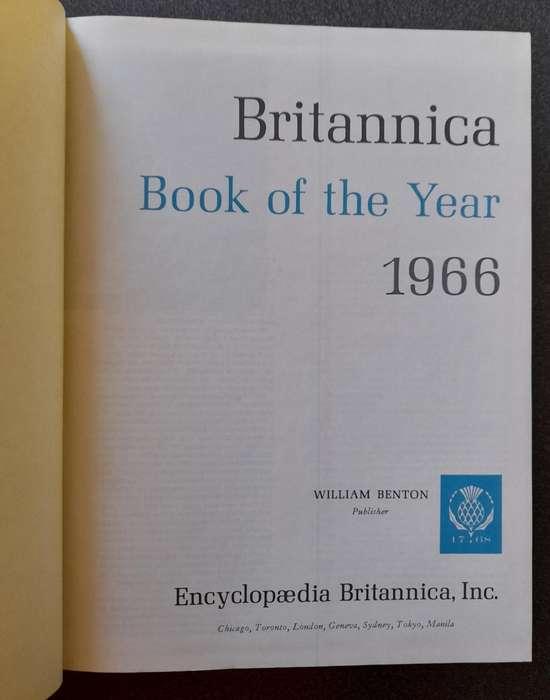 Britannica
Book of the Year
1966
WILLIAM BENTON
Publisher
1768
Encyclopædia Britannica, Inc.
Chicago, Toronto, London, Geneva, Sydney, Tokyo, Manila